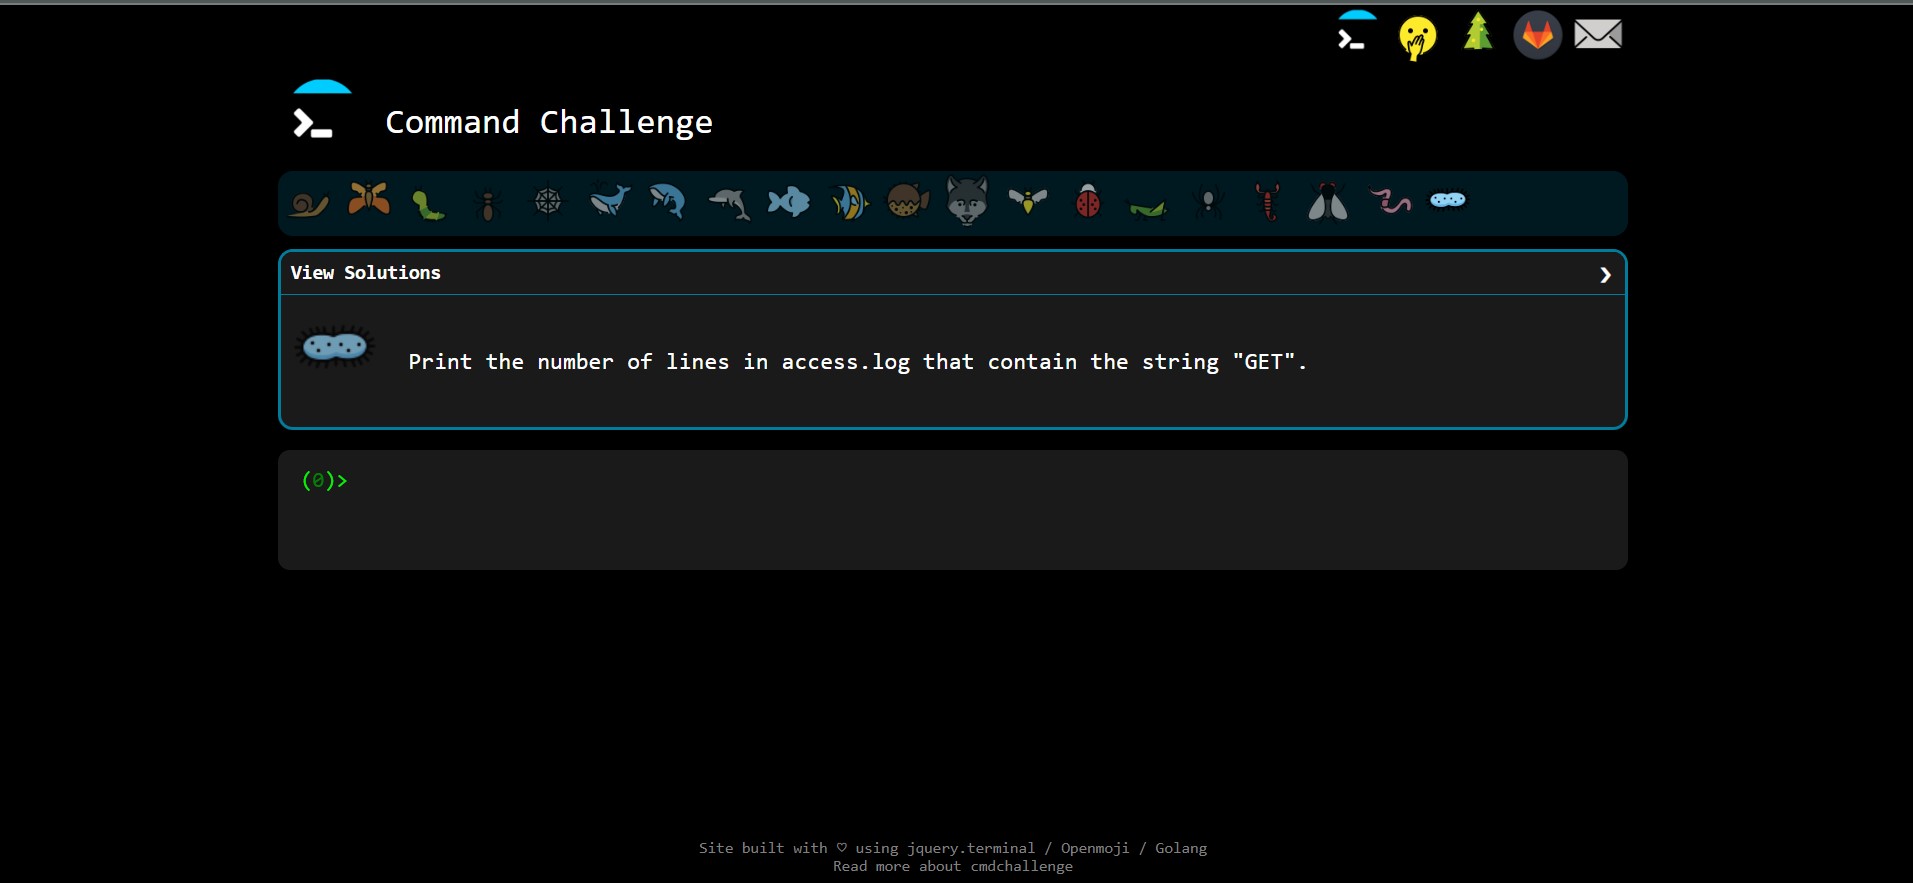 Command Challenge
View Solutions
Print the number of lines in access.log that contain the string "GET".
(0)>
Site built with ♡ using jquery.terminal / Openmoji / Golang
Read more about cmdchallenge